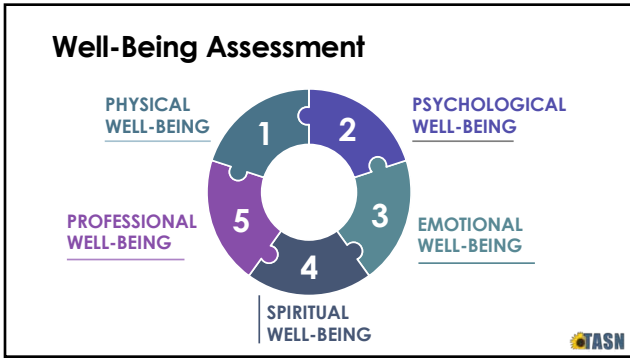 Well-Being Assessment
PHYSICAL
WELL-BEING
1
2
PSYCHOLOGICAL
WELL-BEING
PROFESSIONAL
WELL-BEING
5
3
EMOTIONAL
WELL-BEING
4
SPIRITUAL
WELL-BEING
TASN